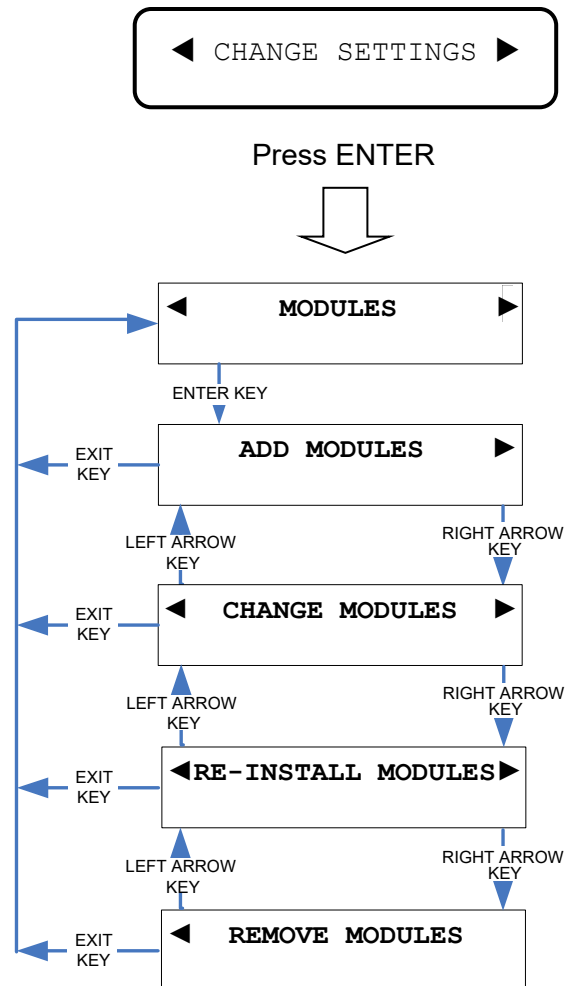 ◄ CHANGE SETTINGS ►
Press ENTER
◄ MODULES ►
ENTER KEY
ADD MODULES ►
EXIT
KEY
LEFT ARROW
KEY
RIGHT ARROW
KEY
◄ CHANGE MODULES ►
EXIT
KEY
LEFT ARROW
KEY
RIGHT ARROW
KEY
◄RE-INSTALL MODULES►
EXIT
KEY
LEFT ARROW
KEY
RIGHT ARROW
KEY
◄ REMOVE MODULES
EXIT
KEY